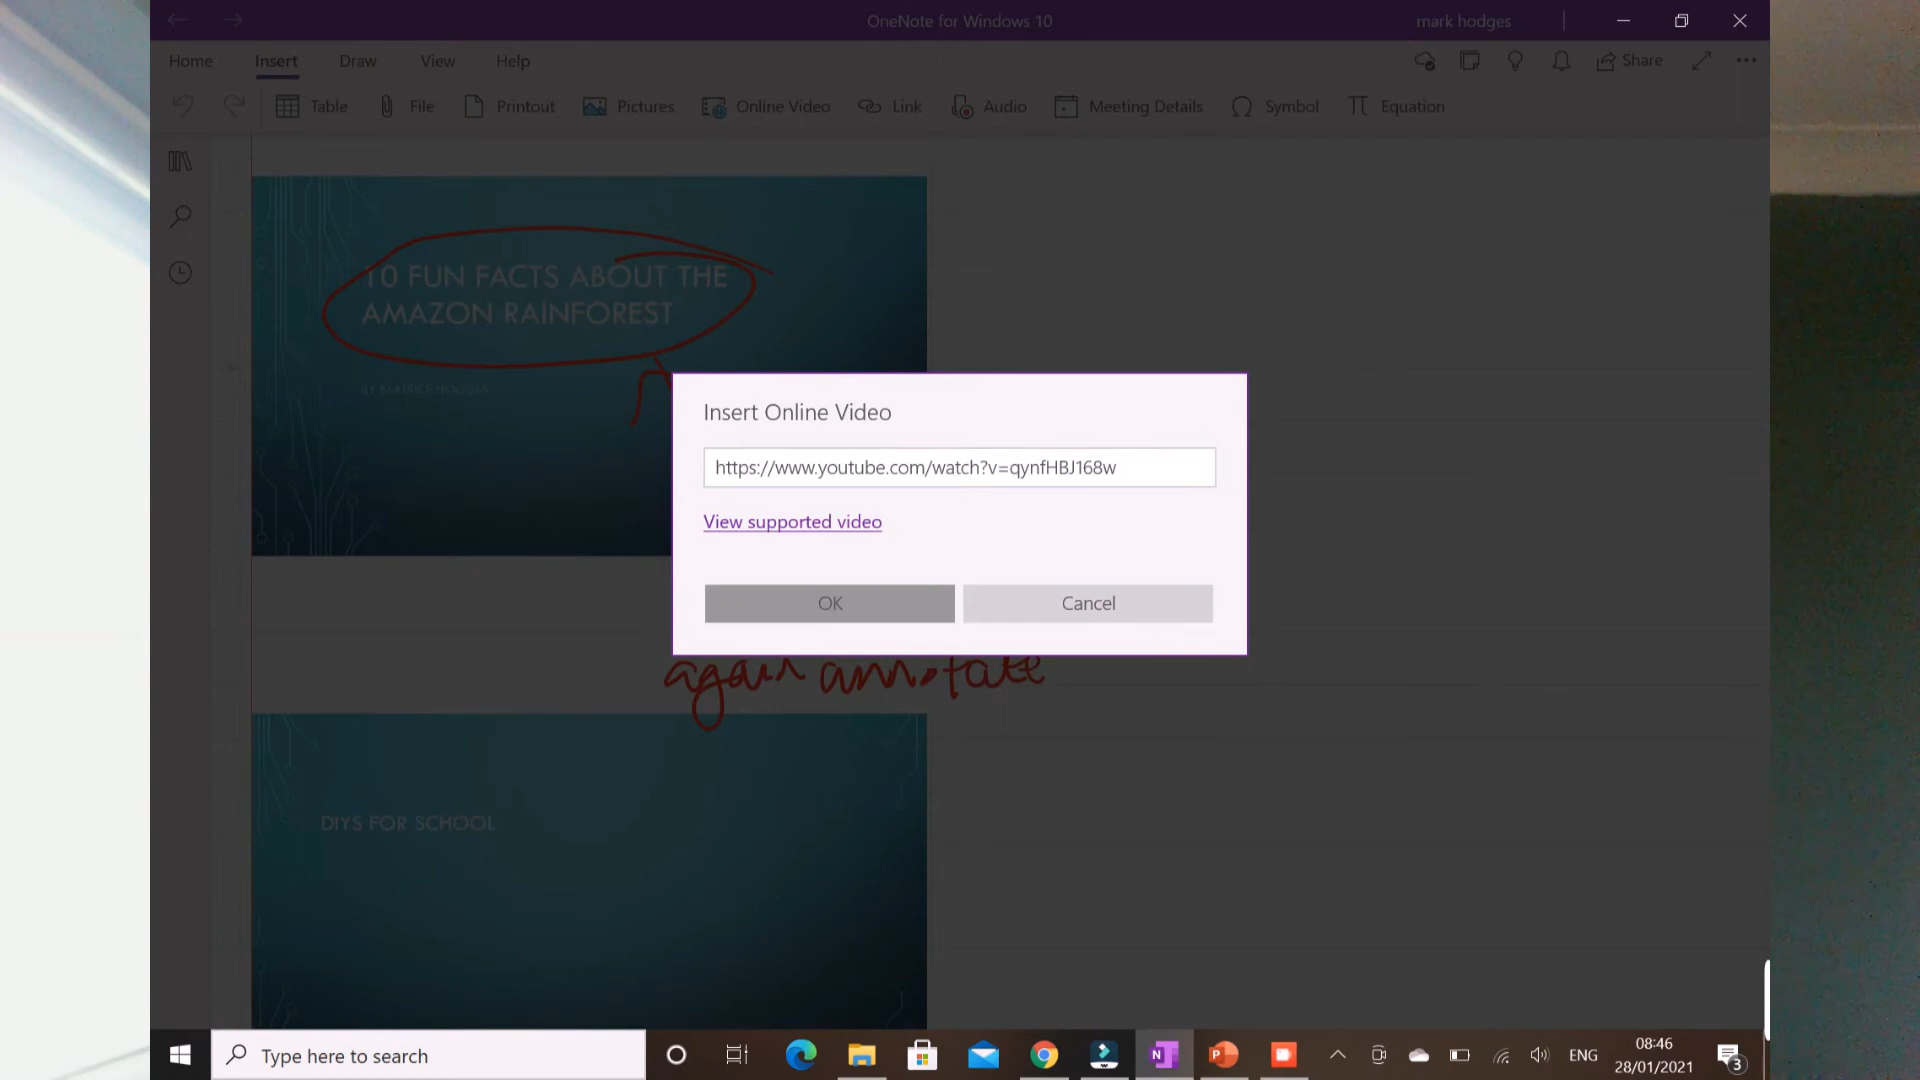 OneNote for Windows 10
mark hodges
Home Insert Draw View Help
Share
Table File Printout Pictures Online Video Link Audio Meeting Details Symbol Equation
10 FUN FACTS ABOUT THE
AMAZON RAINFOREST
Insert Online Video
https://www.youtube.com/watch?v=qynfHBJ168w
View supported video
OK Cancel
again annotate
DIYS FOR SCHOOL
Type here to search
ENG
08:46
28/01/2021
3